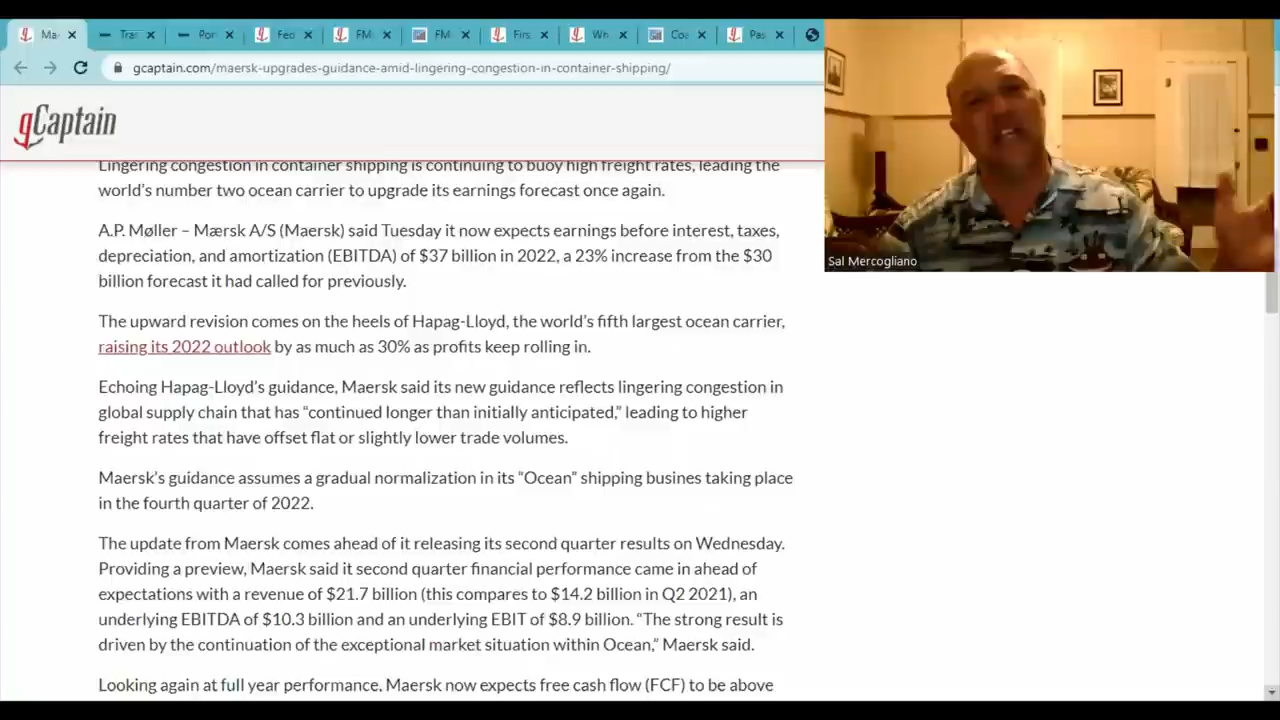 Ma
Tra
Por
Fed
FM
FM
Firs
Wh
Coa
Pas
gcaptain.com/maersk-upgrades-guidance-amid-lingering-congestion-in-container-shipping/
gCaptain
Lingering congestion in container shipping is continuing to buoy high freight rates, leading the
world's number two ocean carrier to upgrade its earnings forecast once again.
A.P. Møller – Mærsk A/S (Maersk) said Tuesday it now expects earnings before interest, taxes,
depreciation, and amortization (EBITDA) of $37 billion in 2022, a 23% increase from the $30
billion forecast it had called for previously.
The upward revision comes on the heels of Hapag-Lloyd, the world's fifth largest ocean carrier,
raising its 2022 outlook by as much as 30% as profits keep rolling in.
Echoing Hapag-Lloyd's guidance, Maersk said its new guidance reflects lingering congestion in
global supply chain that has “continued longer than initially anticipated,” leading to higher
freight rates that have offset flat or slightly lower trade volumes.
Maersk's guidance assumes a gradual normalization in its “Ocean” shipping busines taking place
in the fourth quarter of 2022.
The update from Maersk comes ahead of it releasing its second quarter results on Wednesday.
Providing a preview, Maersk said it second quarter financial performance came in ahead of
expectations with a revenue of $21.7 billion (this compares to $14.2 billion in Q2 2021), an
underlying EBITDA of $10.3 billion and an underlying EBIT of $8.9 billion. “The strong result is
driven by the continuation of the exceptional market situation within Ocean,” Maersk said.
Looking again at full year performance, Maersk now expects free cash flow (FCF) to be above
Sal Mercogliano